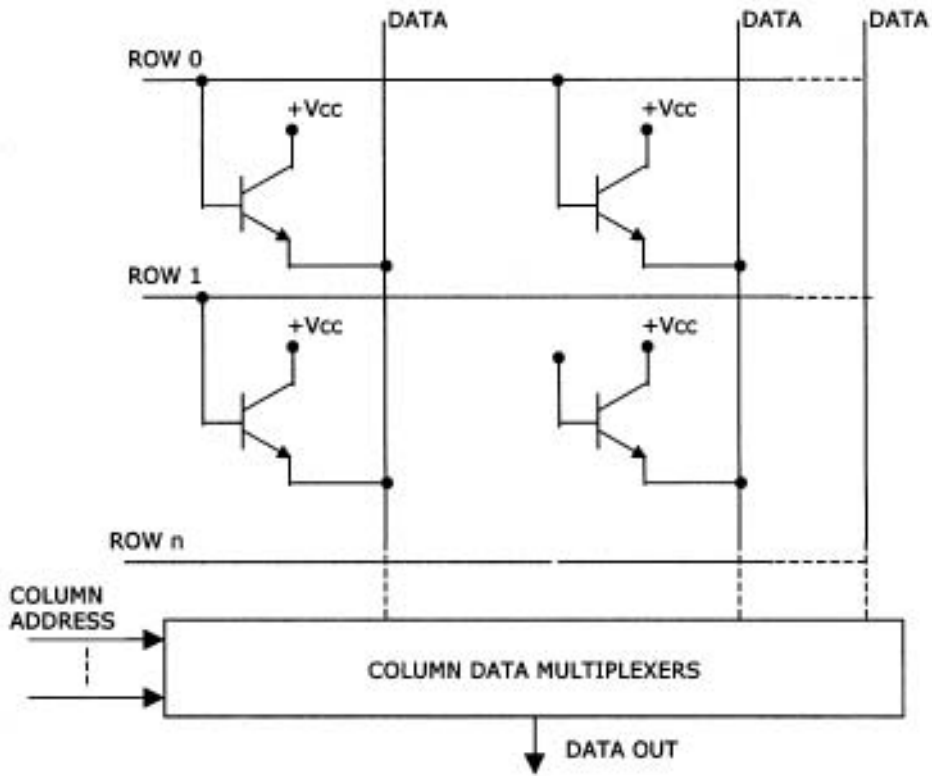 DATA
DATA
DATA
ROW 0
+Vcc
+Vcc
ROW 1
+Vcc
+Vcc
ROW n
COLUMN
ADDRESS
COLUMN DATA MULTIPLEXERS
DATA OUT